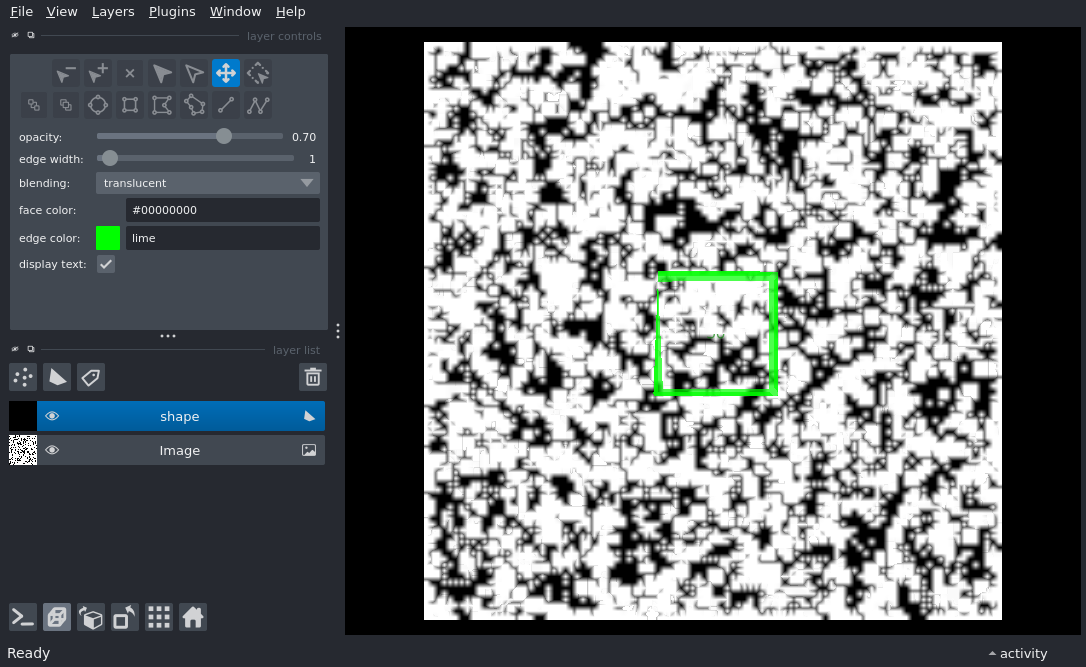 File View Layers Plugins Window Help
layer controls
opacity: 0.70
edge width: 1
blending: translucent
face color: #00000000
edge color: lime
display text:
layer list
shape
Image
Ready
activity